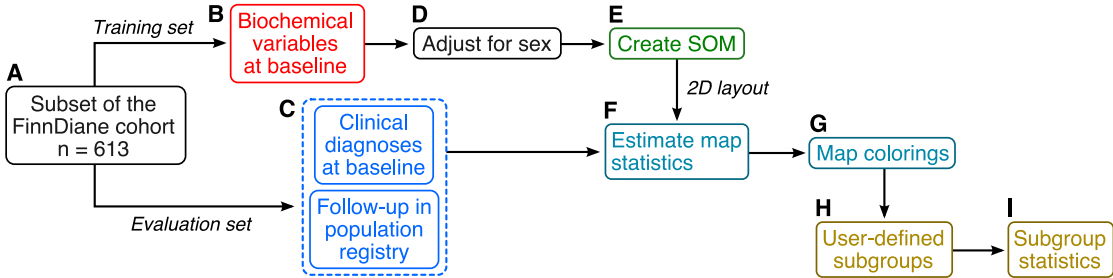 A
Subset of the
FinnDiane cohort
n = 613
Training set
Evaluation set
B
Biochemical
variables
at baseline
C
Clinical
diagnoses
at baseline
Follow-up in
population
registry
D
Adjust for sex
E
Create SOM
2D layout
F
Estimate map
statistics
G
Map colorings
H
User-defined
subgroups
I
Subgroup
statistics